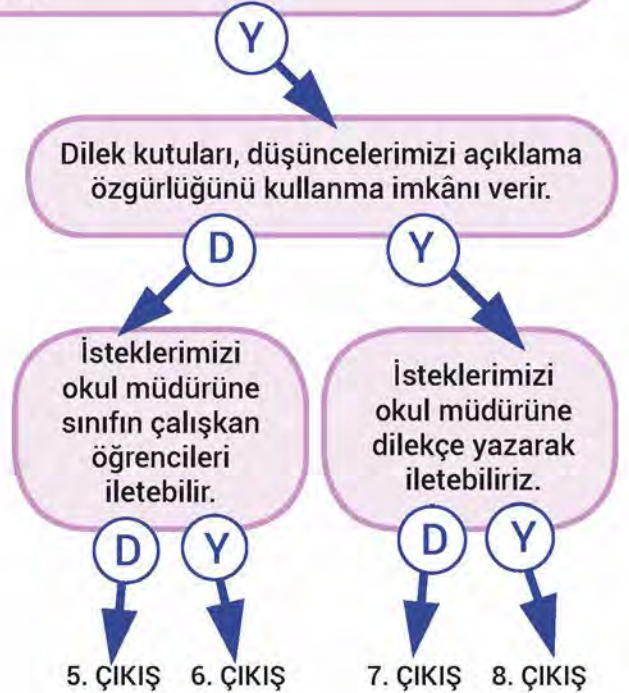 Y
Dilek kutuları, düşüncelerimizi açıklama
özgürlüğünü kullanma imkânı verir.
D Y
İsteklerimizi
okul müdürüne
sınıfın çalışkan
öğrencileri
iletebilir.
D Y
İsteklerimizi
okul müdürüne
dilekçe yazarak
iletebiliriz.
D Y
5. ÇIKIŞ 6. ÇIKIŞ 7. ÇIKIŞ 8. ÇIKIŞ